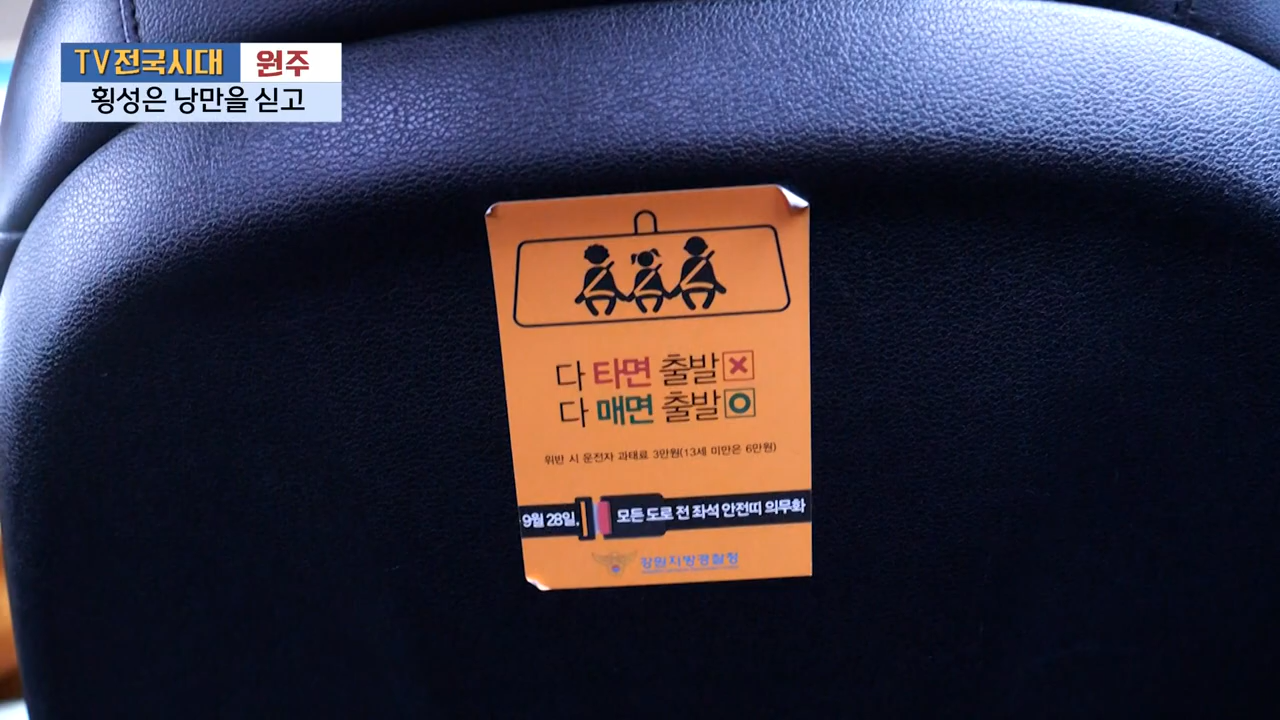 TV전국시대 원주
횡성은 낭만을 싣고
다 타면 출발 X
다 매면 출발 O
위반 시 운전자 과태료 3만원(13세 미만은 6만원)
9월 28일, 모든 도로 전 좌석 안전띠 의무화
강원지방경찰청